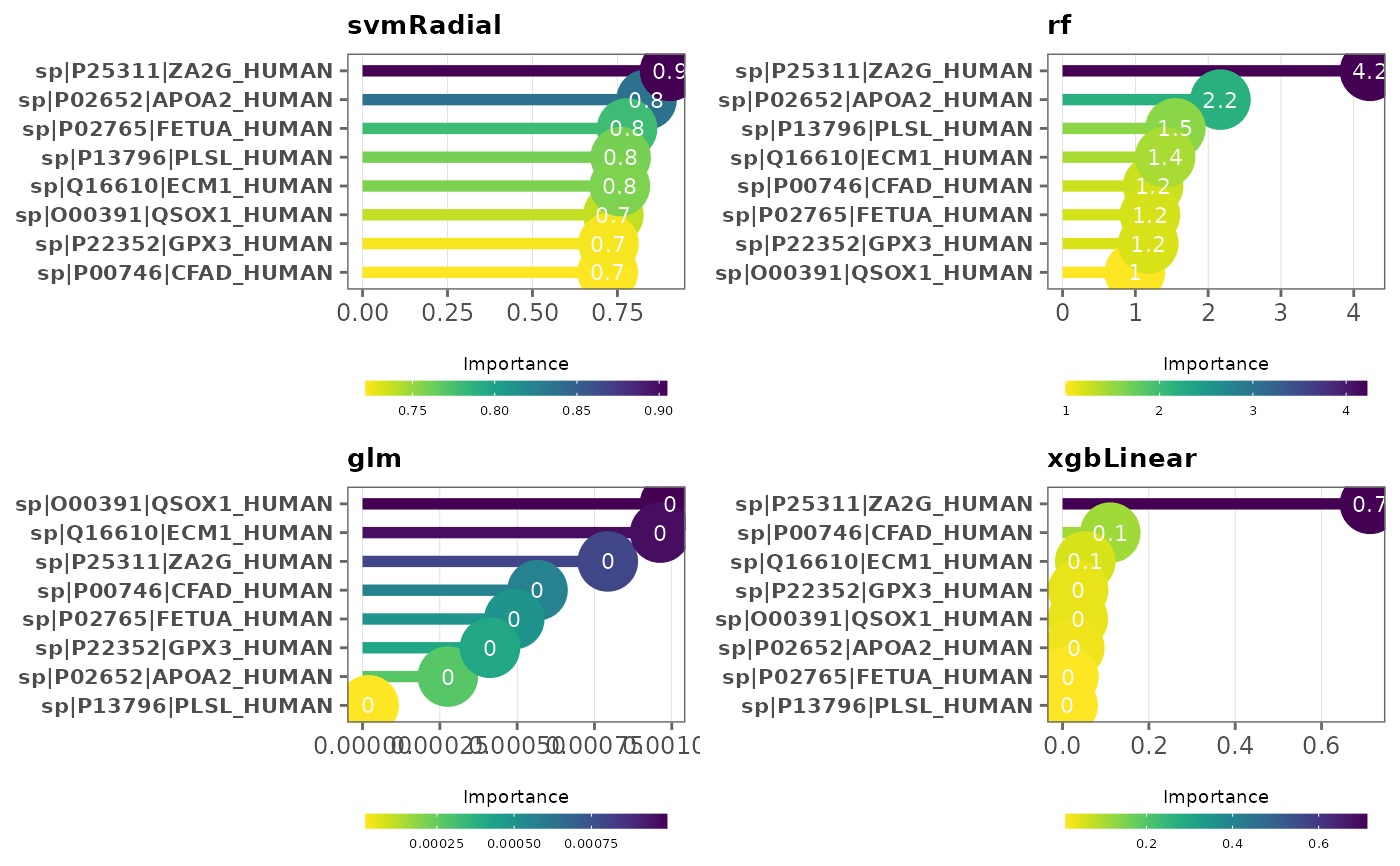 svmRadial
sp|P25311|ZA2G_HUMAN 0.9
sp|P02652|APOA2_HUMAN 0.8
sp|P02765|FETUA_HUMAN 0.8
sp|P13796|PLSL_HUMAN 0.8
sp|Q16610|ECM1_HUMAN 0.8
sp|O00391|QSOX1_HUMAN 0.7
sp|P22352|GPX3_HUMAN 0.7
sp|P00746|CFAD_HUMAN 0.7
0.00 0.25 0.50 0.75
Importance
0.75 0.80 0.85 0.90
rf
sp|P25311|ZA2G_HUMAN 4.2
sp|P02652|APOA2_HUMAN 2.2
sp|P13796|PLSL_HUMAN 1.5
sp|Q16610|ECM1_HUMAN 1.4
sp|P00746|CFAD_HUMAN 1.2
sp|P02765|FETUA_HUMAN 1.2
sp|P22352|GPX3_HUMAN 1.2
sp|O00391|QSOX1_HUMAN 1
0 1 2 3 4
Importance
1 2 3 4
glm
sp|O00391|QSOX1_HUMAN 0
sp|Q16610|ECM1_HUMAN 0
sp|P25311|ZA2G_HUMAN 0
sp|P00746|CFAD_HUMAN 0
sp|P02765|FETUA_HUMAN 0
sp|P22352|GPX3_HUMAN 0
sp|P02652|APOA2_HUMAN 0
sp|P13796|PLSL_HUMAN 0
Importance
0.00025 0.00050 0.00075
xgbLinear
sp|P25311|ZA2G_HUMAN 0.7
sp|P00746|CFAD_HUMAN 0.1
sp|Q16610|ECM1_HUMAN 0.1
sp|P22352|GPX3_HUMAN 0
sp|O00391|QSOX1_HUMAN 0
sp|P02652|APOA2_HUMAN 0
sp|P02765|FETUA_HUMAN 0
sp|P13796|PLSL_HUMAN 0
0.0 0.2 0.4 0.6
Importance
0.2 0.4 0.6